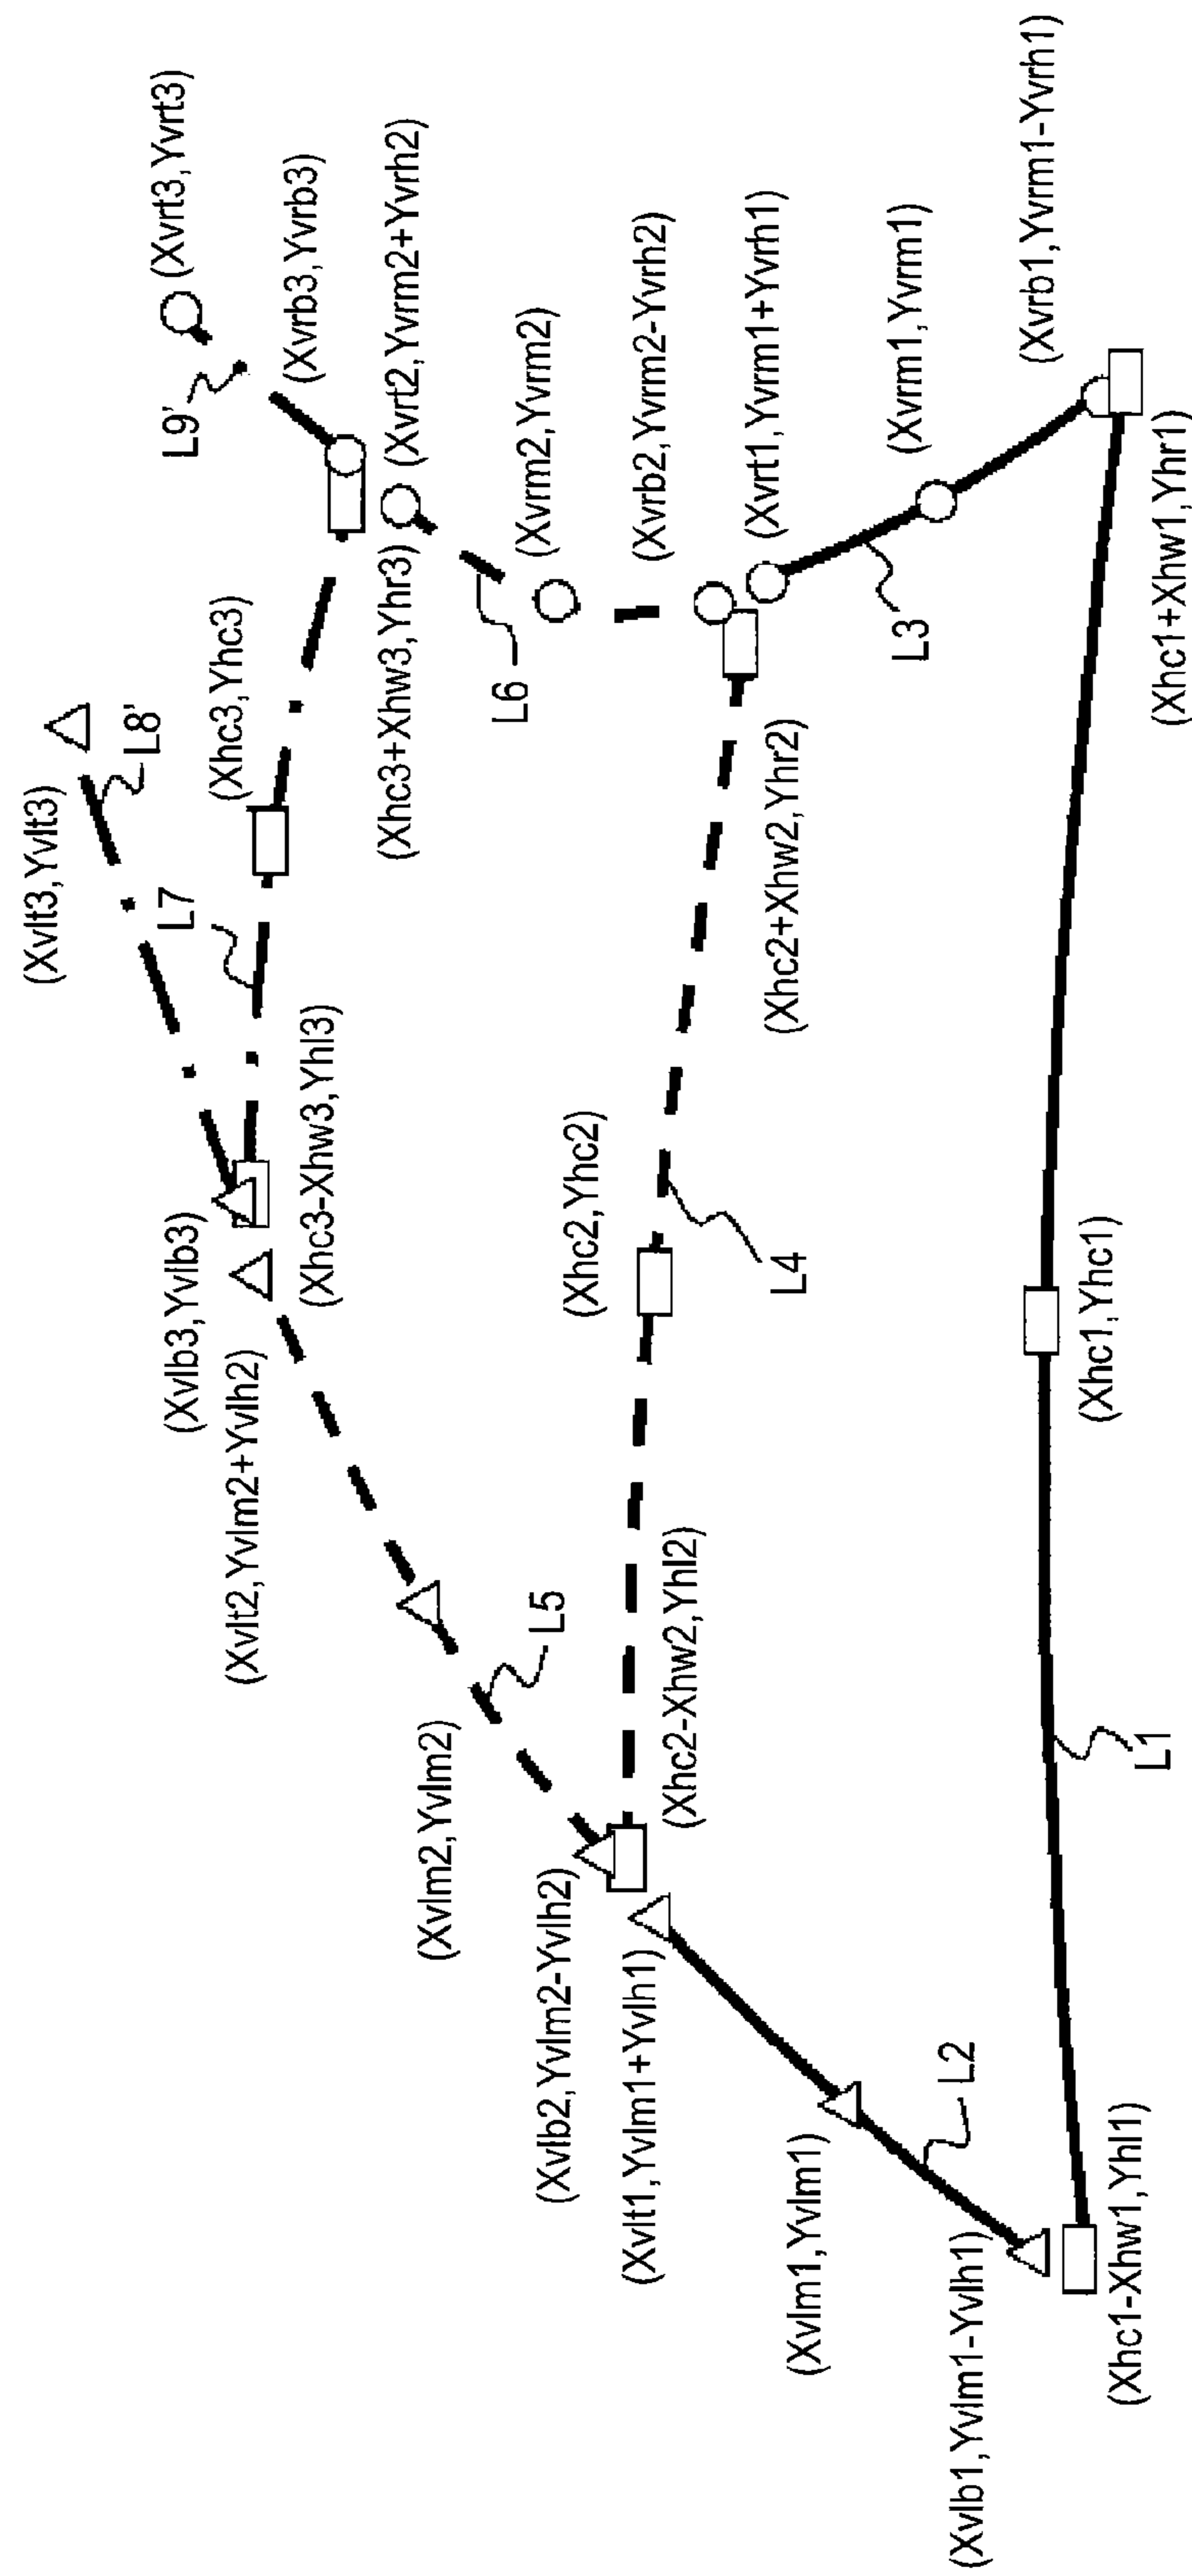 (Xvlt3,Yvlt3)
L8'
(Xvrt3,Yvrt3)
L9'
(Xvlb3,Yvlb3)
L7
(Xhc3,Yhc3)
(Xvrb3,Yvrb3)
(Xvlt2,Yvlm2+Yvlh2)
(Xhc3-Xhw3,Yhl3)
(Xhc3+Xhw3,Yhr3)
(Xvrt2,Yvrm2+Yvrh2)
(Xvlm2,Yvlm2)
L5
L6
(Xvrm2,Yvrm2)
(Xvlb2,Yvlm2-Yvlh2)
(Xhc2,Yhc2)
(Xvrb2,Yvrm2-Yvrh2)
(Xvlt1,Yvlm1+Yvlh1)
(Xhc2-Xhw2,Yhl2)
L4
(Xhc2+Xhw2,Yhr2)
(Xvrt1,Yvrm1+Yvrh1)
(Xvlm1,Yvlm1)
L3
(Xvrm1,Yvrm1)
L2
(Xvlb1,Yvlm1-Yvlh1)
(Xvrb1,Yvrm1-Yvrh1)
(Xhc1-Xhw1,Yhl1)
L1
(Xhc1,Yhc1)
(Xhc1+Xhw1,Yhr1)